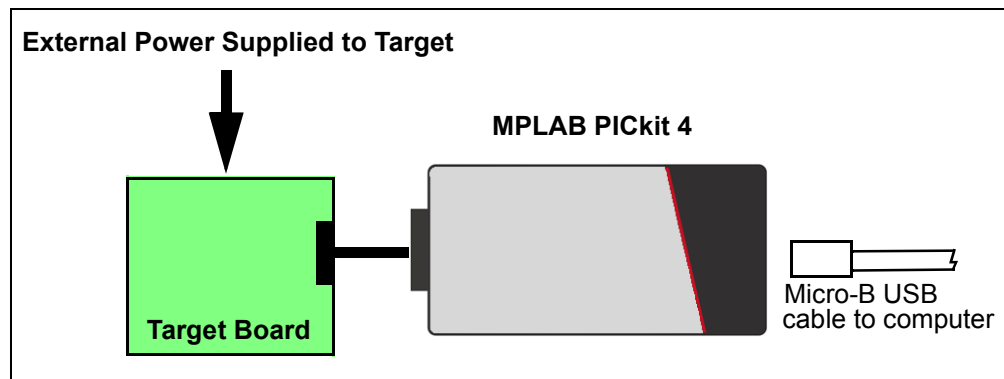 External Power Supplied to Target
MPLAB PICkit 4
Target Board
Micro-B USB
cable to computer